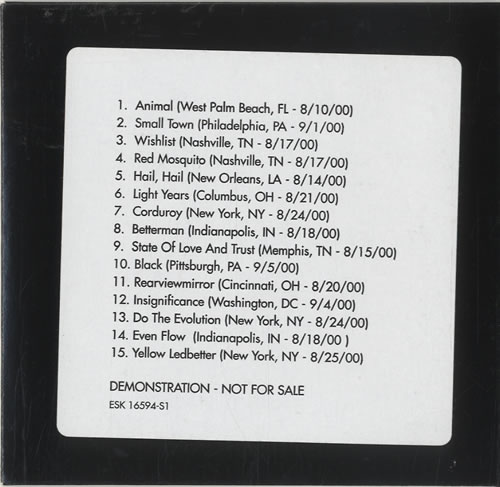 1. Animal (West Palm Beach, FL - 8/10/00)
2. Small Town (Philadelphia, PA - 9/1/00)
3. Wishlist (Nashville, TN - 8/17/00)
4. Red Mosquito (Nashville, TN - 8/17/00)
5. Hail, Hail (New Orleans, LA - 8/14/00)
6. Light Years (Columbus, OH - 8/21/00)
7. Corduroy (New York, NY - 8/24/00)
8. Betterman (Indianapolis, IN - 8/18/00)
9. State Of Love And Trust (Memphis, TN - 8/15/00)
10. Black (Pittsburgh, PA - 9/5/00)
11. Rearviewmirror (Cincinnati, OH - 8/20/00)
12. Insignificance (Washington, DC - 9/4/00)
13. Do The Evolution (New York, NY - 8/24/00)
14. Even Flow (Indianapolis, IN - 8/18/00 )
15. Yellow Ledbetter (New York, NY - 8/25/00)
DEMONSTRATION - NOT FOR SALE
ESK 16594-S1